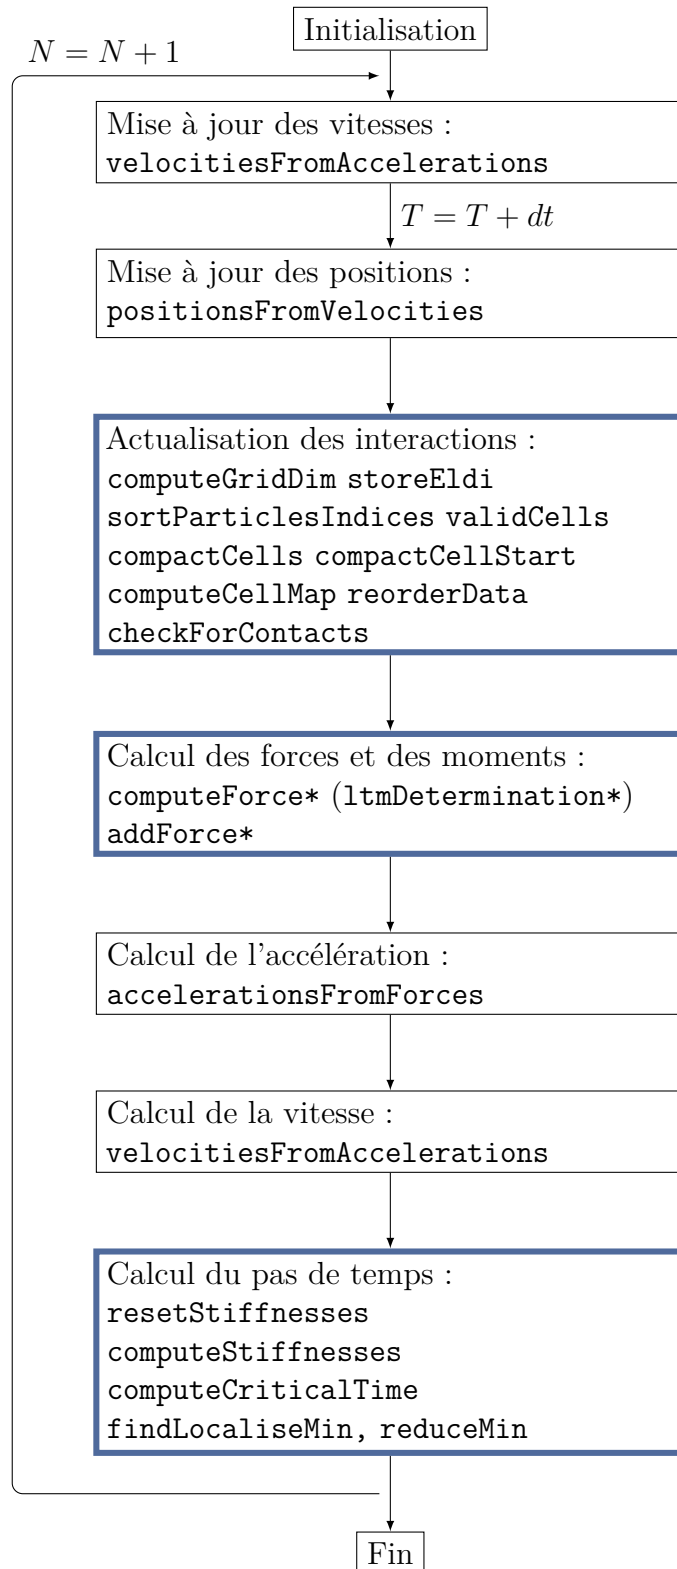 Initialisation
N = N + 1
Mise à jour des vitesses :
velocitiesFromAccelerations
T = T + dt
Mise à jour des positions :
positionsFromVelocities
Actualisation des interactions :
computeGridDim storeEldi
sortParticlesIndices validCells
compactCells compactCellStart
computeCellMap reorderData
checkForContacts
Calcul des forces et des moments :
computeForce* (ltmDetermination*)
addForce*
Calcul de l'accélération :
accelerationsFromForces
Calcul de la vitesse :
velocitiesFromAccelerations
Calcul du pas de temps :
resetStiffnesses
computeStiffnesses
computeCriticalTime
findLocaliseMin, reduceMin
Fin